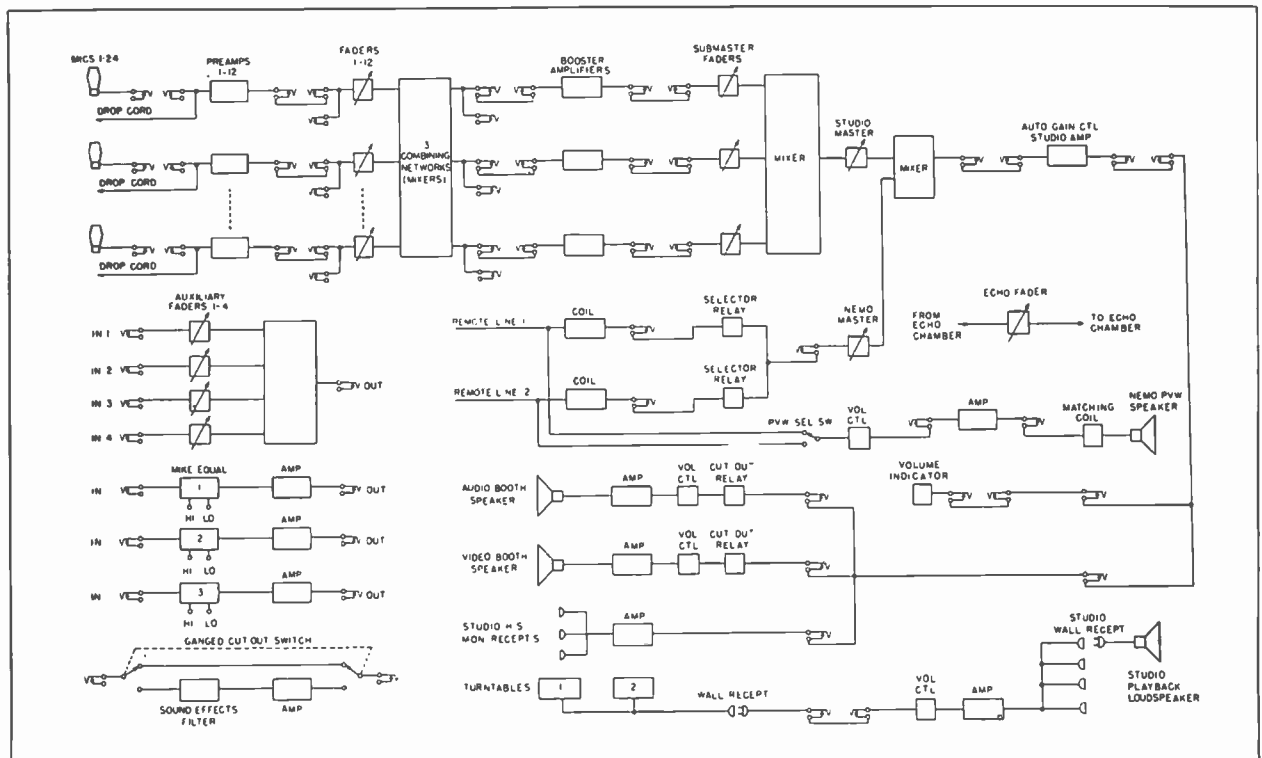 MICS 1-24
PREAMPS
1-12
FADERS
1-12
BOOSTER
AMPLIFIERS
SUBMASTER
FADERS
DROP CORD
3
COMBINING
NETWORKS
(MIXERS)
MIXER
STUDIO
MASTER
MIXER
AUTO GAIN CTL
STUDIO AMP
DROP CORD
DROP CORD
AUXILIARY
FADERS 1-4
IN 1
IN 2
IN 3
IN 4
OUT
REMOTE LINE 1
COIL
SELECTOR
RELAY
NEMO
MASTER
ECHO FADER
FROM
ECHO
CHAMBER
TO ECHO
CHAMBER
REMOTE LINE 2
COIL
SELECTOR
RELAY
PVW SEL SW
VOL
CTL
AMP
MATCHING
COIL
NEMO PVW
SPEAKER
MIKE EQUAL
AMP
IN
1
OUT
HI LO
AMP
IN
2
OUT
HI LO
AMP
IN
3
OUT
HI LO
AUDIO BOOTH
SPEAKER
AMP
VOL
CTL
CUT OUT
RELAY
VOLUME
INDICATOR
VIDEO BOOTH
SPEAKER
AMP
VOL
CTL
CUT OUT
RELAY
STUDIO H S
MON RECEPTS
AMP
GANGED CUT OUT SWITCH
SOUND EFFECTS
FILTER
AMP
TURNTABLES
1
2
WALL RECEPT
VOL
CTL
AMP
STUDIO
WALL RECEPT
STUDIO
PLAYBACK
LOUDSPEAKER